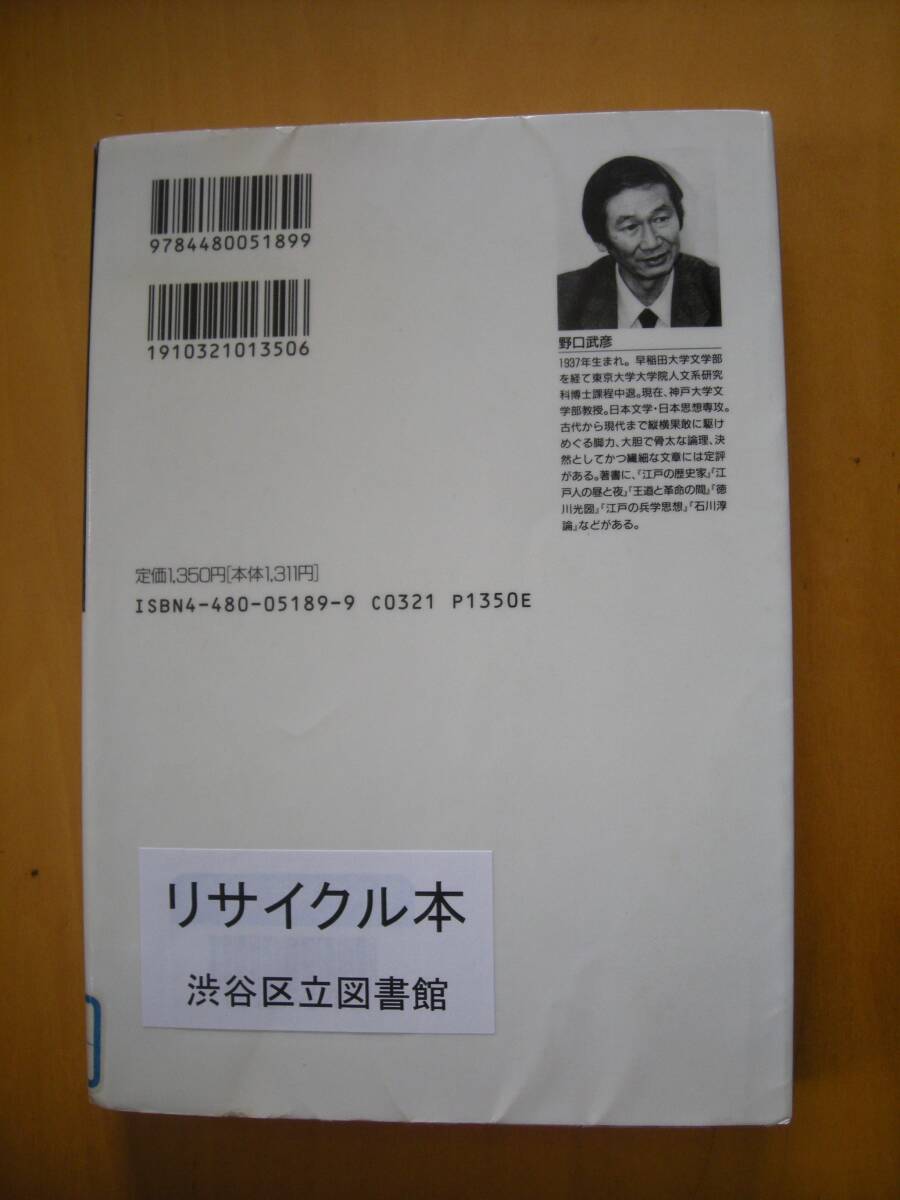 9784480051899
1910321013506
野口武彦
1937年生まれ。早稲田大学文学部
を経て東京大学大学院人文系研究
科博士課程中退。現在、神戸大学文
学部教授。日本文学・日本思想専攻。
古代から現代まで縦横果敢に駆け
めぐる脚力、大胆で骨太な論理、決
然としてかつ繊細な文章には定評
がある。著書に、『江戸の歴史家』『江
戸人の昼と夜』『王道と革命の間』『徳
川光圀』『江戸の兵学思想』『石川淳
論』などがある。
定価1,350円[本体1,311円]
ISBN4-480-05189-9 C0321 P1350E
リサイクル本
渋谷区立図書館